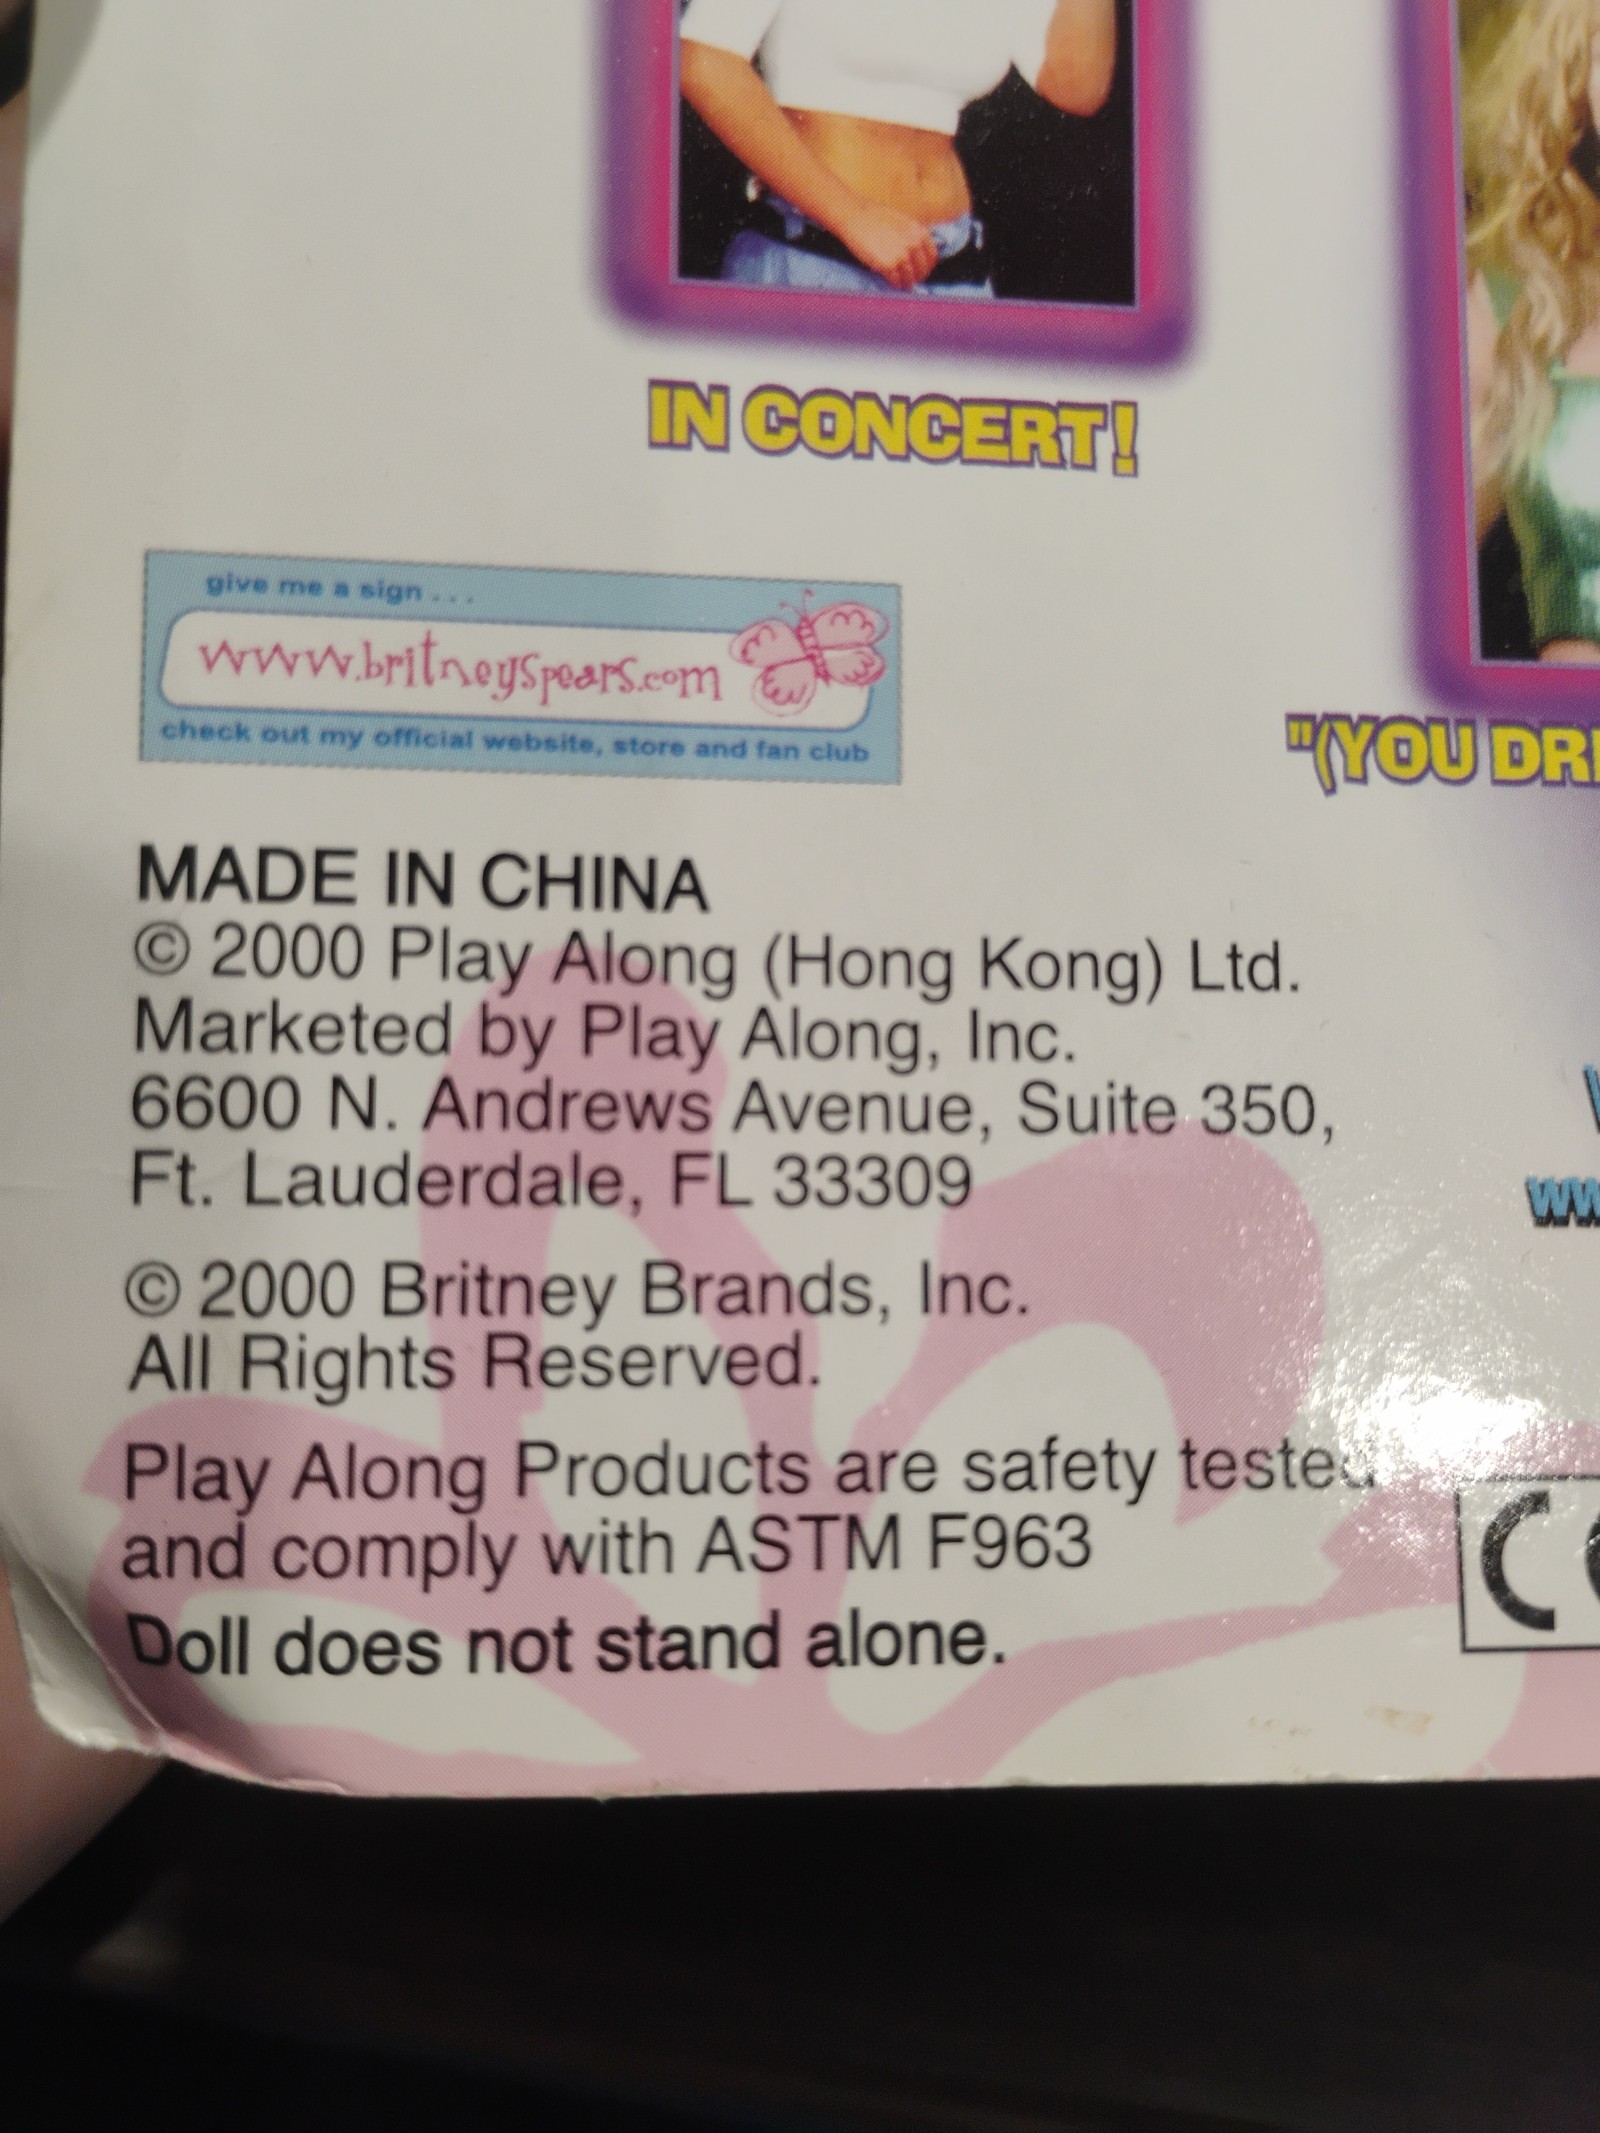 IN CONCERT!
give me a sign . . .
www.britneyspears.com
check out my official website, store and fan club
"(YOU
MADE IN CHINA
© 2000 Play Along (Hong Kong) Ltd.
Marketed by Play Along, Inc.
6600 N. Andrews Avenue, Suite 350,
Ft. Lauderdale, FL 33309
© 2000 Britney Brands, Inc.
All Rights Reserved.
Play Along Products are safety tested
and comply with ASTM F963
Doll does not stand alone.